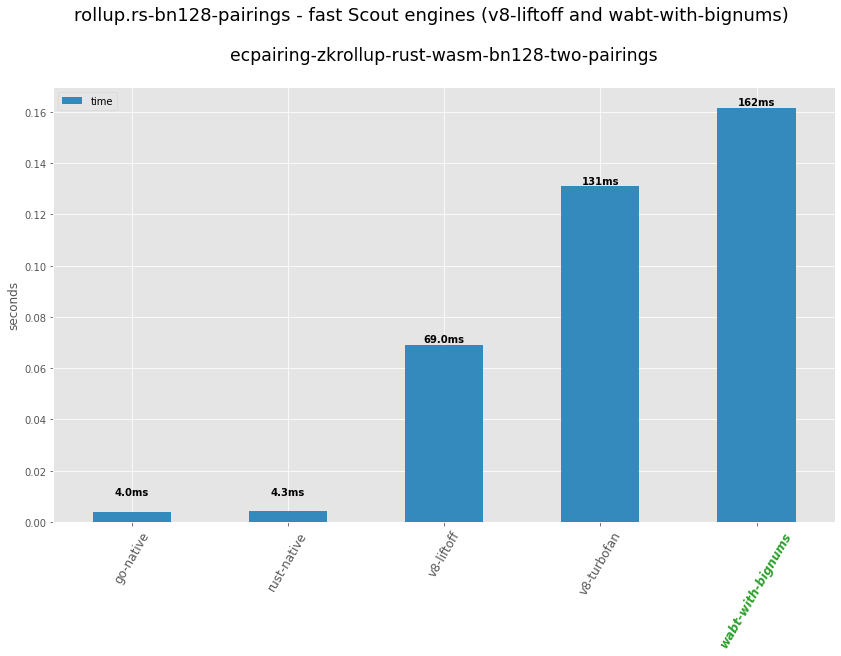 rollup.rs-bn128-pairings - fast Scout engines (v8-liftoff and wabt-with-bignums)
ecpairing-zkrollup-rust-wasm-bn128-two-pairings
time
seconds
0.16
0.14
0.12
0.10
0.08
0.06
0.04
0.02
0.00
4.0ms
4.3ms
69.0ms
131ms
162ms
go-native
rust-native
v8-liftoff
v8-turbofan
wabt-with-bignums